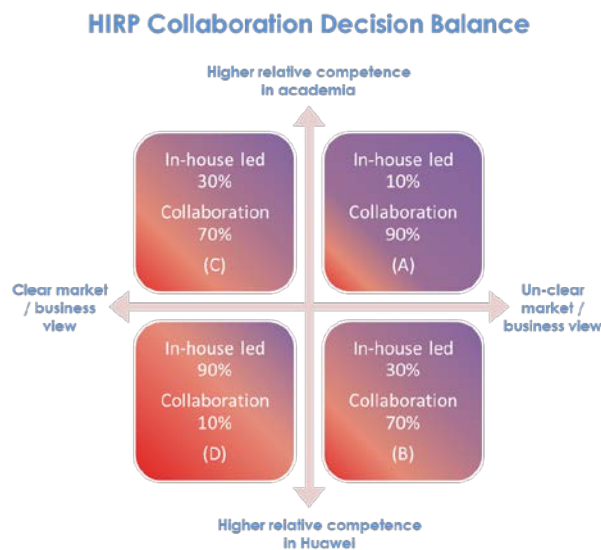 HIRP Collaboration Decision Balance
Higher relative competence
in academia
In-house led
30%
Collaboration
70%
(C)
In-house led
10%
Collaboration
90%
(A)
Clear market
/ business
view
Un-clear
market /
business view
In-house led
90%
Collaboration
10%
(D)
In-house led
30%
Collaboration
70%
(B)
Higher relative competence
in Huawei